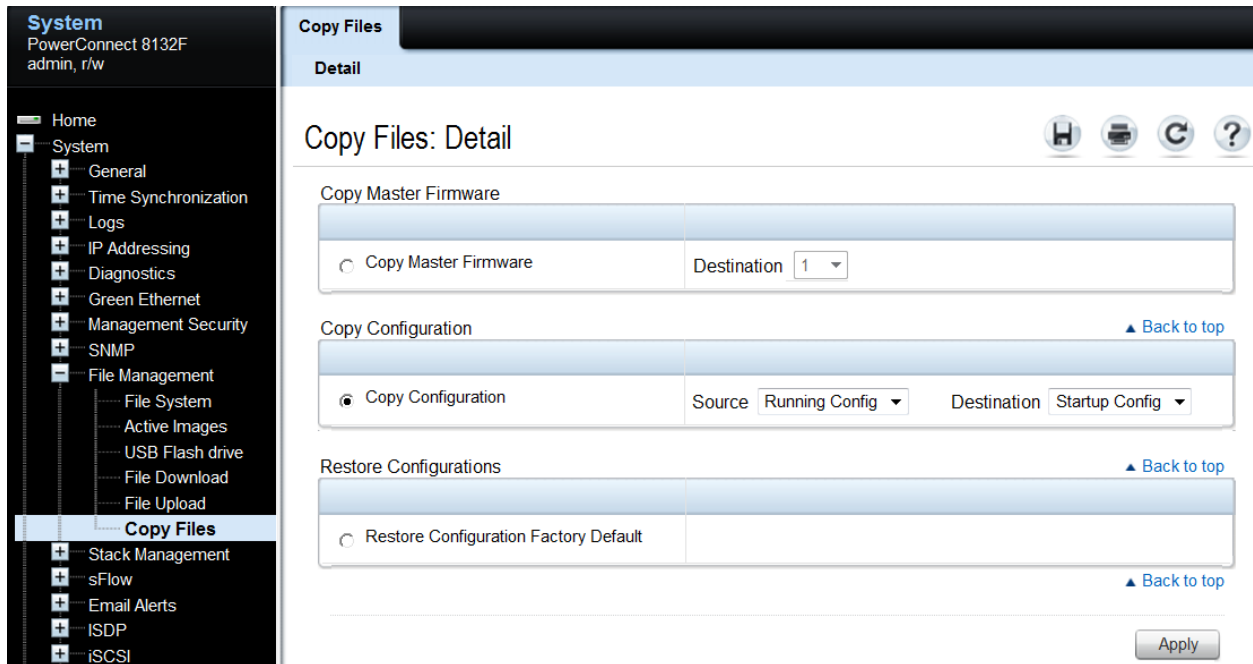 System
PowerConnect 8132F
admin, r/w
Home
System
General
Time Synchronization
Logs
IP Addressing
Diagnostics
Green Ethernet
Management Security
SNMP
File Management
File System
Active Images
USB Flash drive
File Download
File Upload
Copy Files
Stack Management
sFlow
Email Alerts
ISDP
iSCSI
Copy Files
Detail
Copy Files: Detail
Copy Master Firmware
Copy Master Firmware Destination 1
Copy Configuration Back to top
Copy Configuration Source Running Config Destination Startup Config
Restore Configurations Back to top
Restore Configuration Factory Default
Back to top
Apply